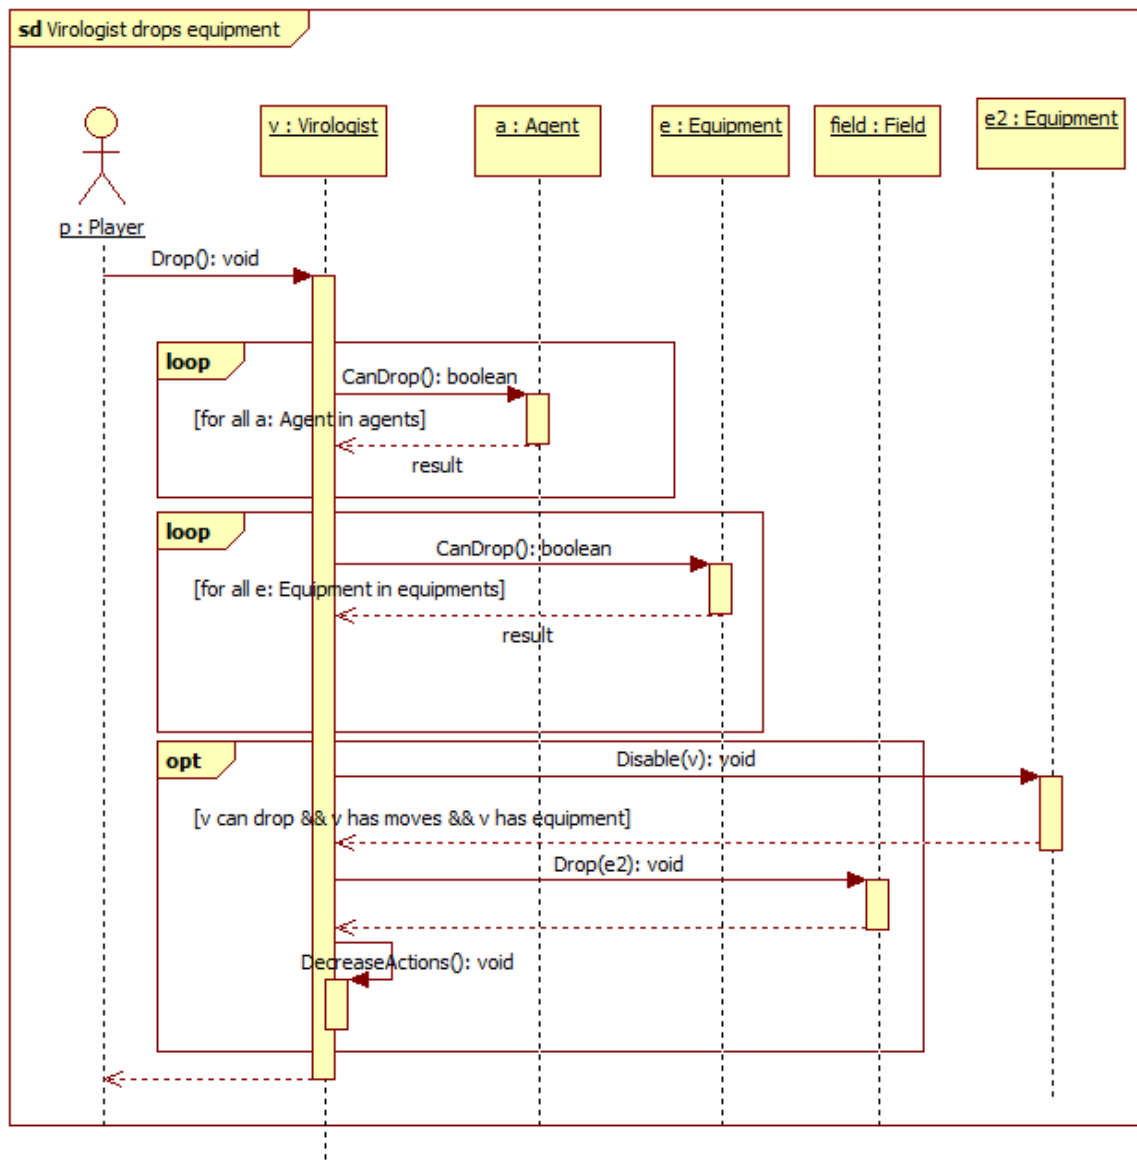 sd Virologist drops equipment
v : Virologist
a : Agent
e : Equipment
field : Field
e2 : Equipment
p : Player
Drop(): void
loop
CanDrop(): boolean
[for all a: Agent in agents]
result
loop
CanDrop(): boolean
[for all e: Equipment in equipments]
result
opt
Disable(v): void
[v can drop && v has moves && v has equipment]
Drop(e2): void
DecreaseActions(): void